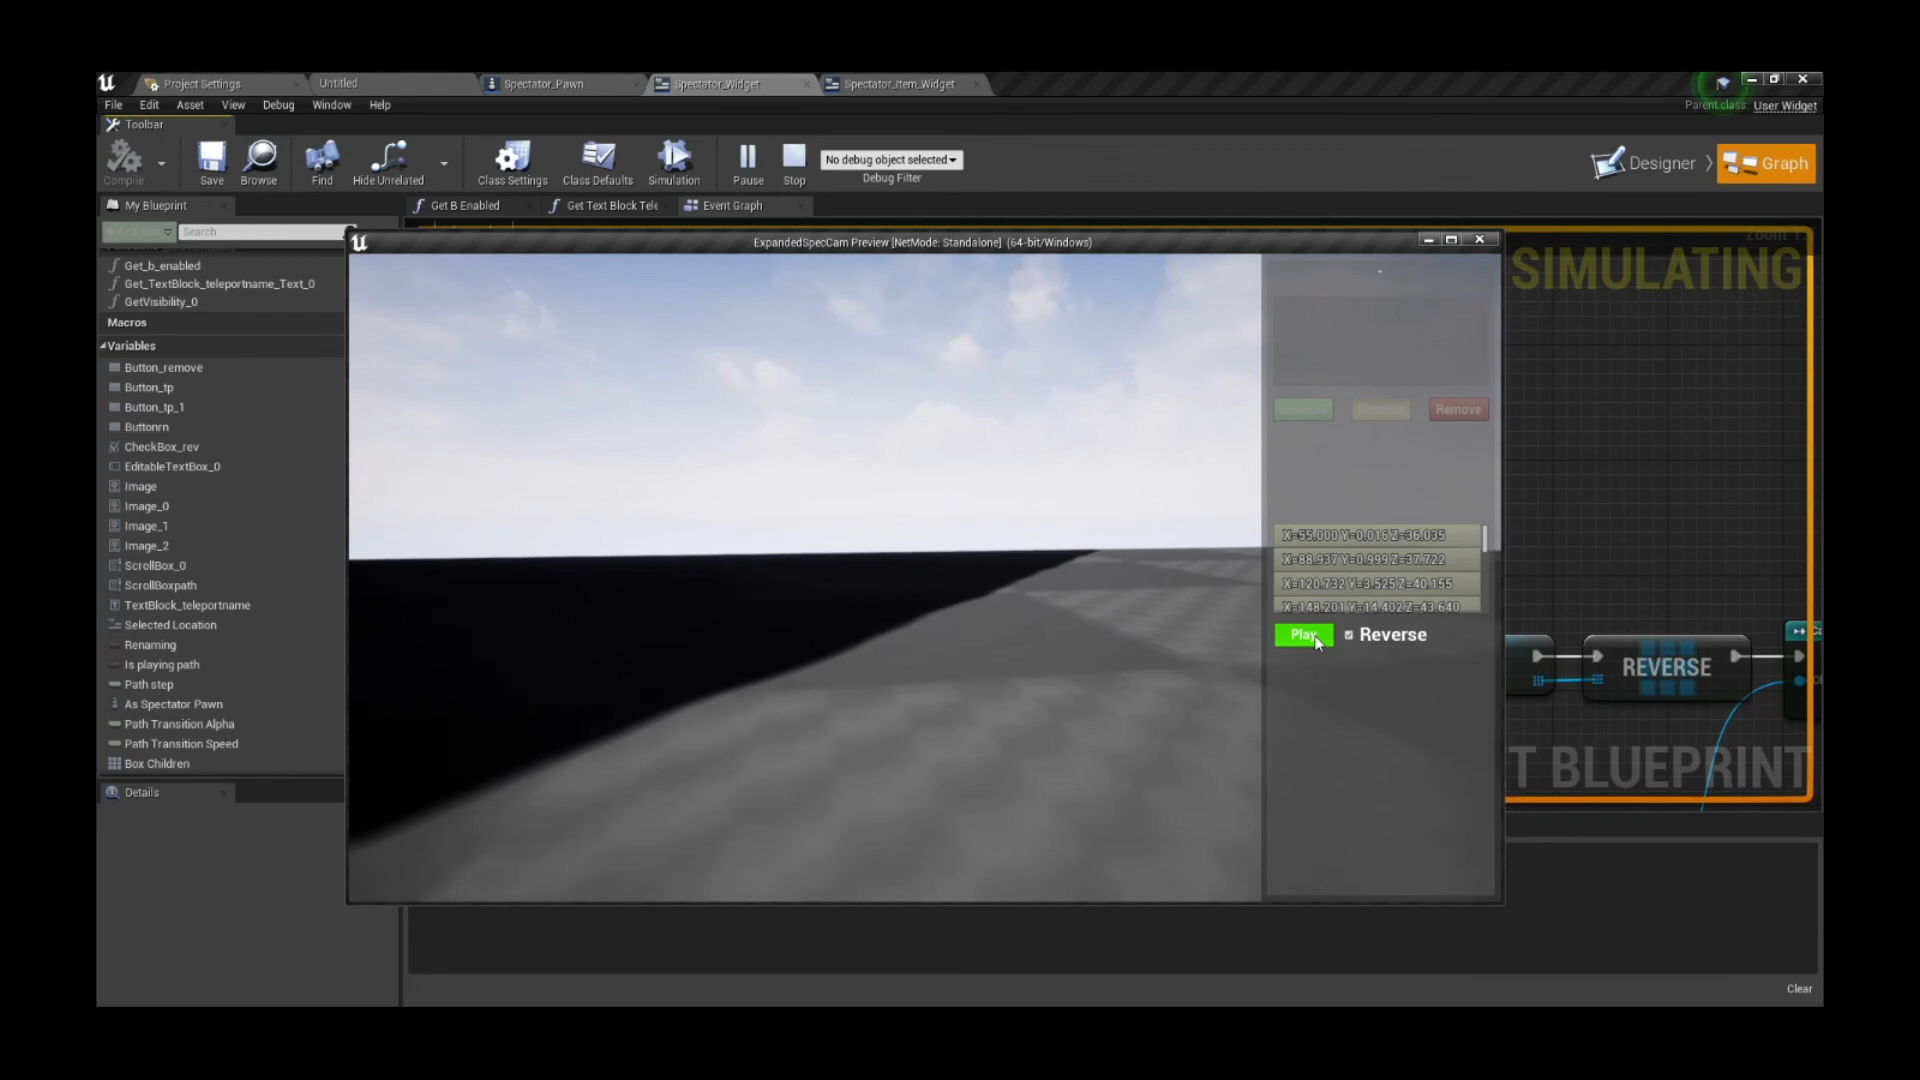 Project Settings
Untitled
Spectator_Pawn
Spectator_Widget
Spectator_Item_Widget
File Edit Asset View Debug Window Help
Parent class: User Widget
Toolbar
Compile
Save
Browse
Find
Hide Unrelated
Class Settings
Class Defaults
Simulation
Pause
Stop
No debug object selected
Debug Filter
Designer
Graph
My Blueprint
Get B Enabled
Get Text Block Tele
Event Graph
Search
ExpandedSpecCam Preview [NetMode: Standalone] (64-bit/Windows)
SIMULATING
Get_b_enabled
Get_TextBlock_teleportname_Text_0
GetVisibility_0
Macros
Variables
Button_remove
Button_tp
Button_tp_1
Buttonrn
CheckBox_rev
EditableTextBox_0
Image
Image_0
Image_1
Image_2
ScrollBox_0
ScrollBoxpath
TextBlock_teleportname
Selected Location
Renaming
Is playing path
Path step
As Spectator Pawn
Path Transition Alpha
Path Transition Speed
Box Children
Details
Remove
X=55.000 Y=0.016 Z=36.035
X=88.937 Y=0.999 Z=37.722
X=120.732 Y=3.525 Z=40.155
X=148.201 Y=14.402 Z=43.640
Play
Reverse
REVERSE
T BLUEPRINT
Clear